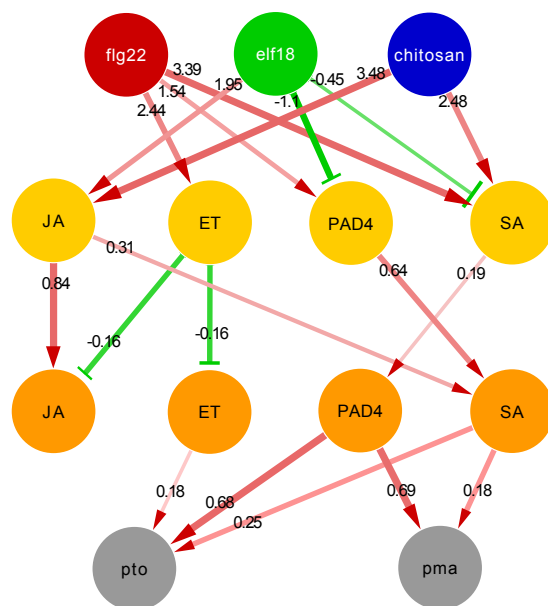 flg22 elf18 chitosan
3.39 1.54 2.44 1.95 -1.1 -0.45 3.48 2.48
JA ET PAD4 SA
0.84 -0.16 -0.16 0.31 0.64 0.19
JA ET PAD4 SA
0.18 0.68 0.25 0.69 0.18
pto pma